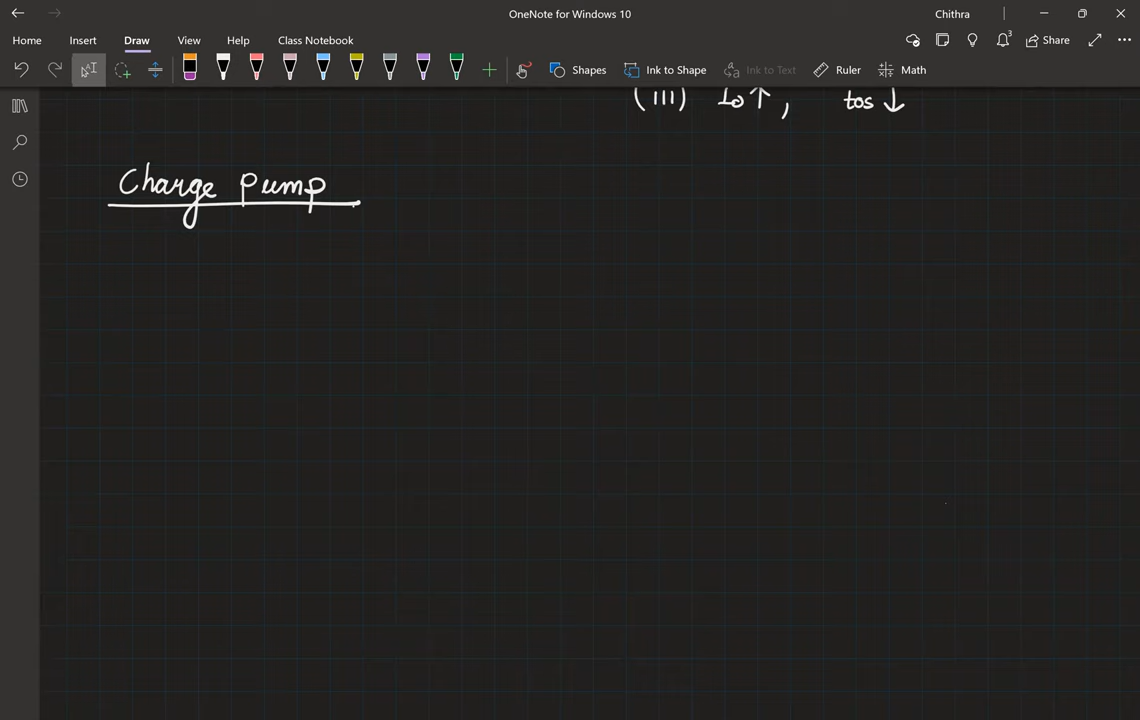 OneNote for Windows 10
Chithra
Home Insert Draw View Help Class Notebook
3 Share
Shapes Ink to Shape Ink to Text Ruler Math
(III) Io↑, tos ↓
Charge Pump